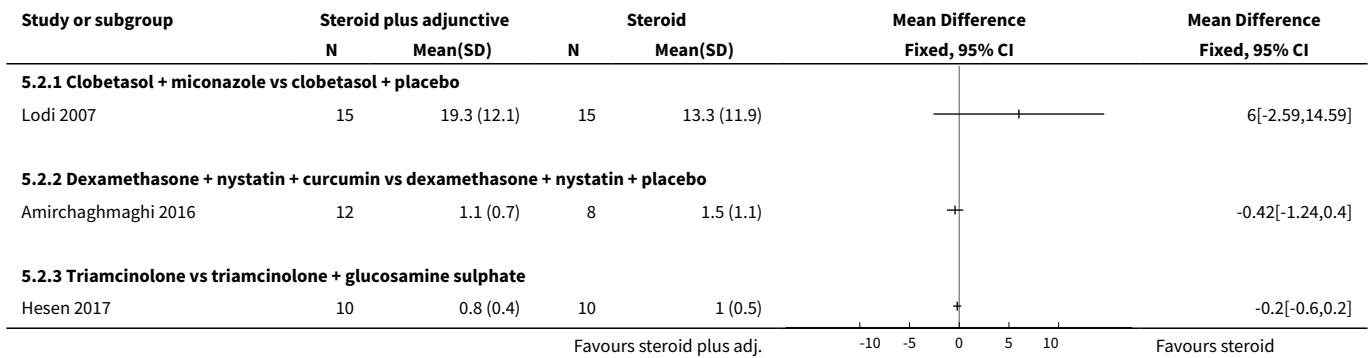 Study or subgroup Steroid plus adjunctive Steroid Mean Difference Mean Difference
N Mean(SD) N Mean(SD) Fixed, 95% CI Fixed, 95% CI
5.2.1 Clobetasol + miconazole vs clobetasol + placebo
Lodi 2007 15 19.3 (12.1) 15 13.3 (11.9) 6[-2.59,14.59]
5.2.2 Dexamethasone + nystatin + curcumin vs dexamethasone + nystatin + placebo
Amirchaghmaghi 2016 12 1.1 (0.7) 8 1.5 (1.1) -0.42[-1.24,0.4]
5.2.3 Triamcinolone vs triamcinolone + glucosamine sulphate
Hesen 2017 10 0.8 (0.4) 10 1 (0.5) -0.2[-0.6,0.2]
Favours steroid plus adj. -10 -5 0 5 10 Favours steroid